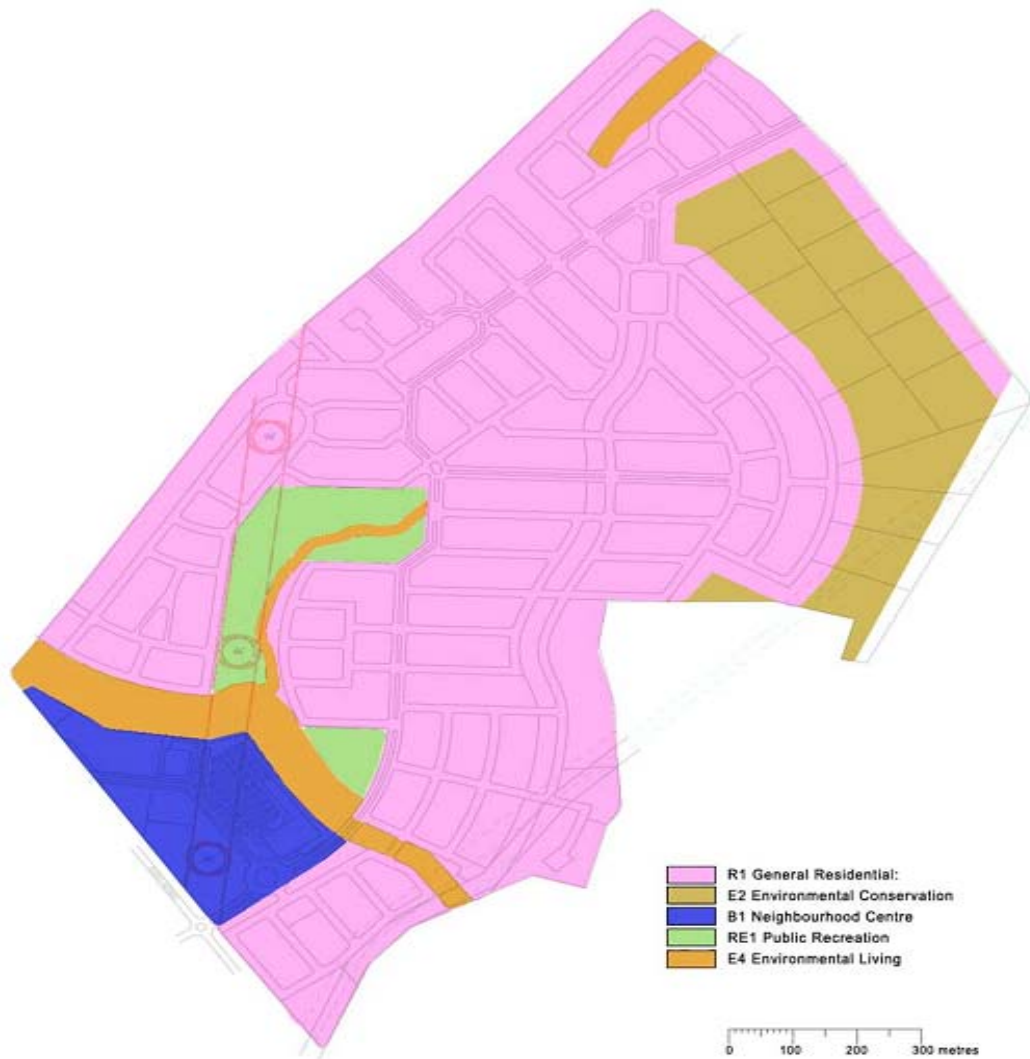 R1 General Residential:
E2 Environmental Conservation
B1 Neighbourhood Centre
RE1 Public Recreation
E4 Environmental Living
0 100 200 300 metres